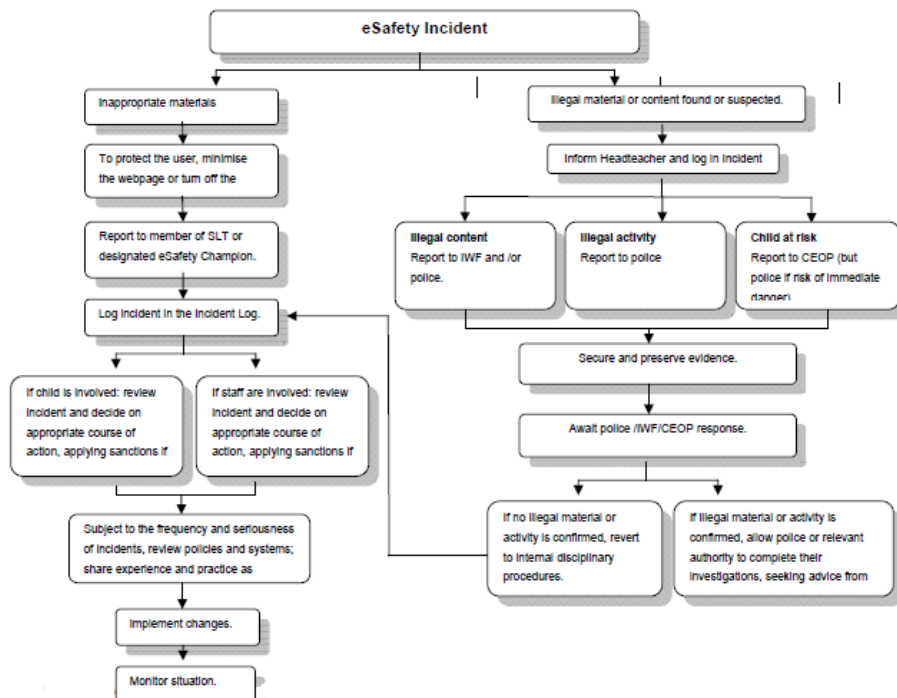 eSafety Incident
Inappropriate materials
To protect the user, minimise
the webpage or turn off the
Report to member of SLT or
designated eSafety Champion.
Log incident in the Incident Log.
If child is involved: review
incident and decide on
appropriate course of
action, applying sanctions if
If staff are involved: review
incident and decide on
appropriate course of
action, applying sanctions if
Subject to the frequency and seriousness
of incidents, review policies and systems;
share experience and practice as
Implement changes.
Monitor situation.
Illegal material or content found or suspected.
Inform Headteacher and log in Incident
Illegal content
Report to IWF and /or
police.
Illegal activity
Report to police
Child at risk
Report to CEOP (but
police if risk of immediate
danger)
Secure and preserve evidence.
Await police /IWF/CEOP response.
If no illegal material or
activity is confirmed, revert
to internal disciplinary
procedures.
If illegal material or activity is
confirmed, allow police or relevant
authority to complete their
investigations, seeking advice from